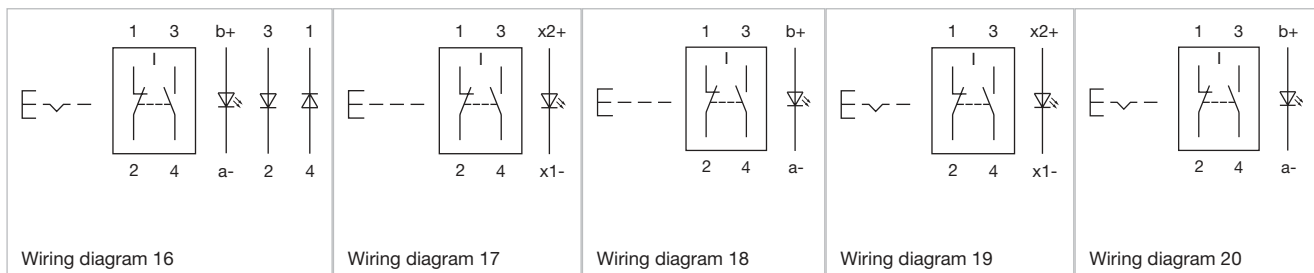 1 3 b+ 3 1
I
2 4 a- 2 4
Wiring diagram 16
1 3 x2+
I
2 4 x1-
Wiring diagram 17
1 3 b+
I
2 4 a-
Wiring diagram 18
1 3 x2+
I
2 4 x1-
Wiring diagram 19
1 3 b+
I
2 4 a-
Wiring diagram 20